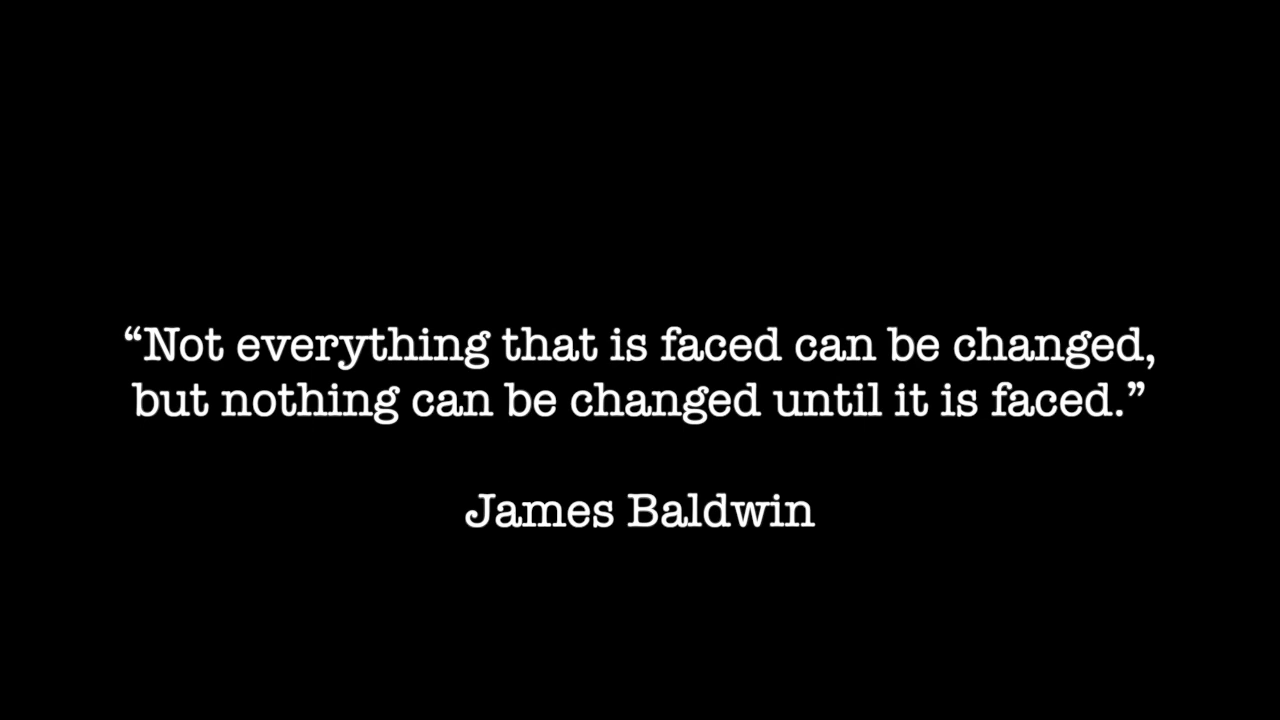 “Not everything that is faced can be changed,
but nothing can be changed until it is faced.”
James Baldwin